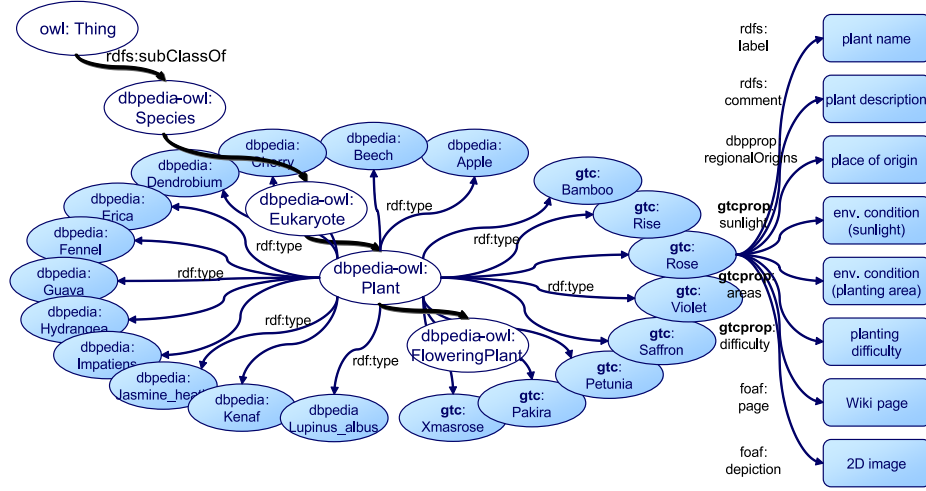 owl: Thing
rdfs:subClassOf
dbpedia-owl:
Species
dbpedia:
Cherry
dbpedia:
Beech
dbpedia:
Apple
dbpedia:
Dendrobium
dbpedia-owl:
Eukaryote
dbpedia:
Erica
dbpedia:
Fennel
dbpedia:
Guava
dbpedia:
Hydrangea
dbpedia:
Impatiens
dbpedia:
dbpedia:
Kenaf
dbpedia
Lupinus_albus
rdf:type
rdf:type
rdf:type
rdf:type
rdf:type
rdf:type
dbpedia-owl:
Plant
dbpedia-owl:
FloweringPlant
gtc:
Bamboo
gtc:
Rise
gtc:
Rose
gtc:
Violet
gtc:
Saffron
gtc:
Petunia
gtc:
Pakira
gtc:
Xmasrose
rdfs:
label
plant name
rdfs:
comment
plant description
dbpprop
regionalOrigins
place of origin
gtcprop:
sunlight
env. condition
(sunlight)
gtcprop:
areas
env. condition
(planting area)
gtcprop:
difficulty
planting
difficulty
foaf:
page
Wiki page
foaf:
depiction
2D image